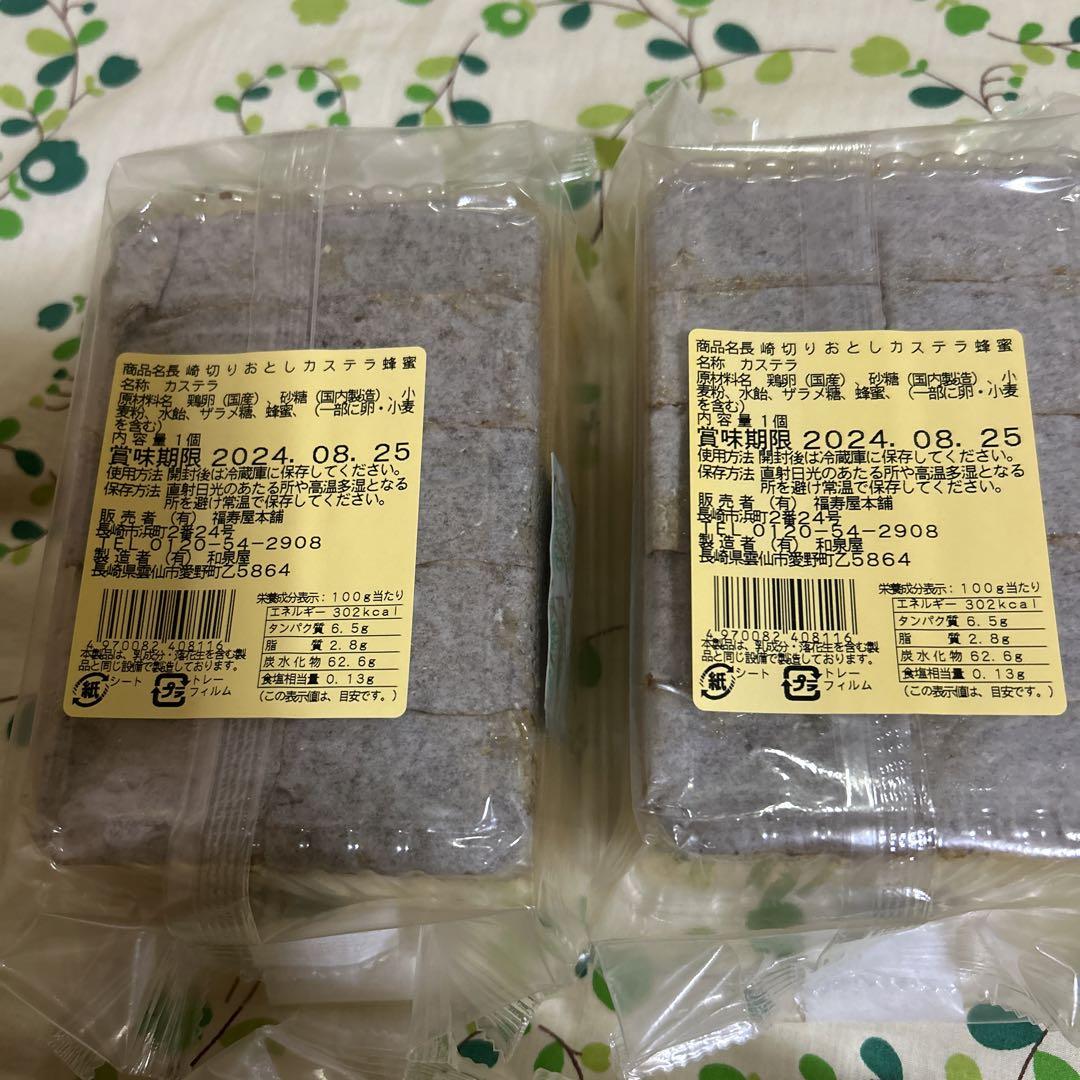 商品名長崎切りおとしカステラ蜂蜜
名称 カステラ
原材料名 鶏卵（国産）、砂糖（国内製造）、小
麦粉、水飴、ザラメ糖、蜂蜜、（一部に卵・小麦
を含む）
内容量1個
賞味期限 2024. 08. 25
使用方法 開封後は冷蔵庫に保存してください。
保存方法 直射日光のあたる所や高温多湿となる
所を避け常温で保存してください。
販売者（有）福寿屋本舗
長崎市浜町2番24号
TEL 0120-54-2908
製造者（有）和泉屋
長崎県雲仙市愛野町乙5864
栄養成分表示：100g当たり
エネルギー 302kcal
タンパク質 6.5g
脂 質 2.8g
炭水化物 62.6g
食塩相当量 0.13g
（この表示値は、目安です。）
4970082408116
本製品は、乳成分・落花生を含む製
品と同じ設備で製造しております。
紙 シート
プラ トレー
フィルム
商品名長崎切りおとしカステラ蜂蜜
名称 カステラ
原材料名 鶏卵（国産）、砂糖（国内製造）、小
麦粉、水飴、ザラメ糖、蜂蜜、（一部に卵・小麦
を含む）
内容量1個
賞味期限 2024. 08. 25
使用方法 開封後は冷蔵庫に保存してください。
保存方法 直射日光のあたる所や高温多湿となる
所を避け常温で保存してください。
販売者（有）福寿屋本舗
長崎市浜町2番24号
TEL 0120-54-2908
製造者（有）和泉屋
長崎県雲仙市愛野町乙5864
栄養成分表示：100g当たり
エネルギー 302kcal
タンパク質 6.5g
脂 質 2.8g
炭水化物 62.6g
食塩相当量 0.13g
（この表示値は、目安です。）
4970082408116
本製品は、乳成分・落花生を含む製
品と同じ設備で製造しております。
紙 シート
プラ トレー
フィルム